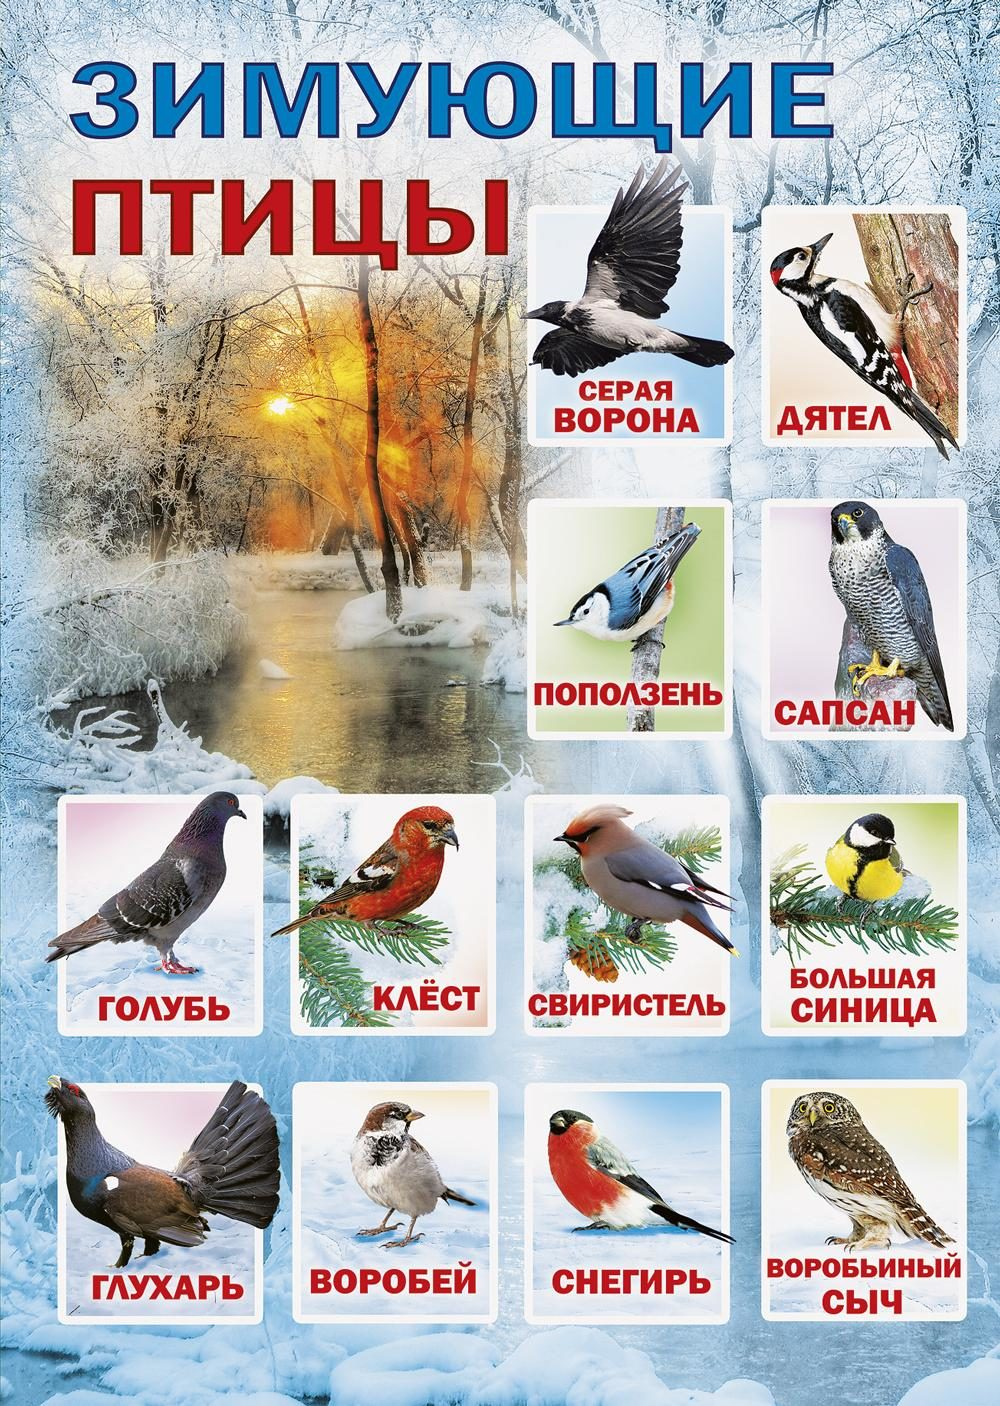 ЗИМУЮЩИЕ
ПТИЦЫ
СЕРАЯ
ВОРОНА
ДЯТЕЛ
ПОПОЛЗЕНЬ
САПСАН
ГОЛУБЬ
КЛЁСТ
СВИРИСТЕЛЬ
БОЛЬШАЯ
СИНИЦА
ГЛУХАРЬ
ВОРОБЕЙ
СНЕГИРЬ
ВОРОБЬИНЫЙ
СЫЧ